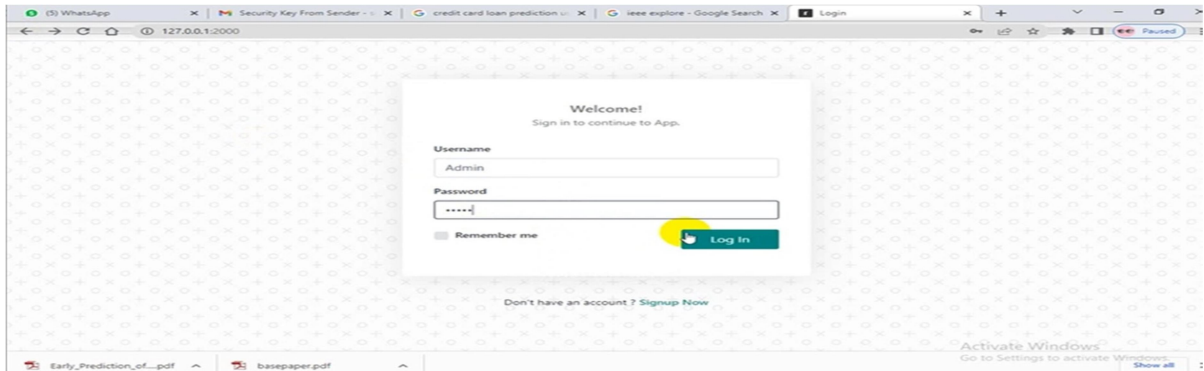 (5) WhatsApp
Security Key From Sender -
credit card loan prediction
ieee explore - Google Search
Login
127.0.0.1:2000
Paused
Welcome!
Sign in to continue to App.
Username
Admin
Password
•••••
Remember me
Log In
Don't have an account ? Signup Now
Activate Windows
Go to Settings to activate Windows.
Early_Prediction_of_....pdf
basepaper.pdf
Show all